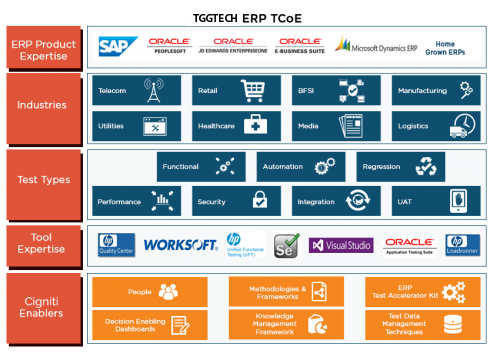 TGGTECH ERP TCoE
ERP Product
Expertise
SAP
ORACLE
PEOPLESOFT
ORACLE
JD EDWARDS ENTERPRISEONE
ORACLE
E-BUSINESS SUITE
Microsoft Dynamics ERP
Home
Grown ERPs
Industries
Telecom
Retail
BFSI
Manufacturing
Utilities
Healthcare
Media
Logistics
Test Types
Functional
Automation
Regression
Performance
Security
Integration
UAT
Tool
Expertise
hp
Quality Center
WORKSOFT.
hp
Unified Functional
Testing (UFT)
Se
Visual Studio
ORACLE
Application Testing Suite
hp
Loadrunner
Cigniti
Enablers
People
Methodologies &
Frameworks
ERP
Test Accelerator Kit
Decision Enabling
Dashboards
Knowledge
Management
Framework
Test Data
Management
Techniques